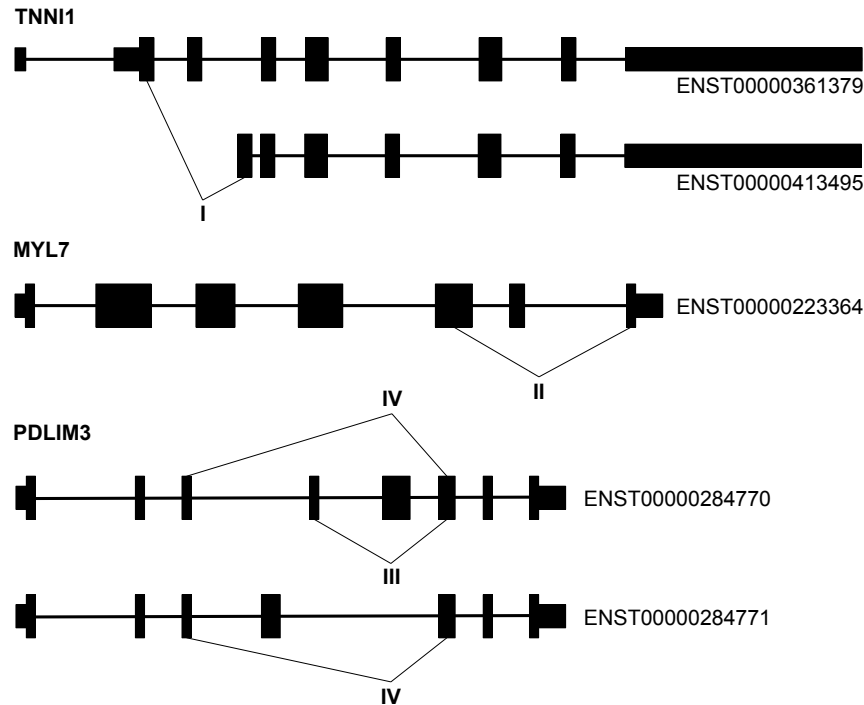 TNNI1
ENST00000361379
ENST00000413495
I
MYL7
ENST00000223364
II
IV
PDLIM3
ENST00000284770
III
ENST00000284771
IV